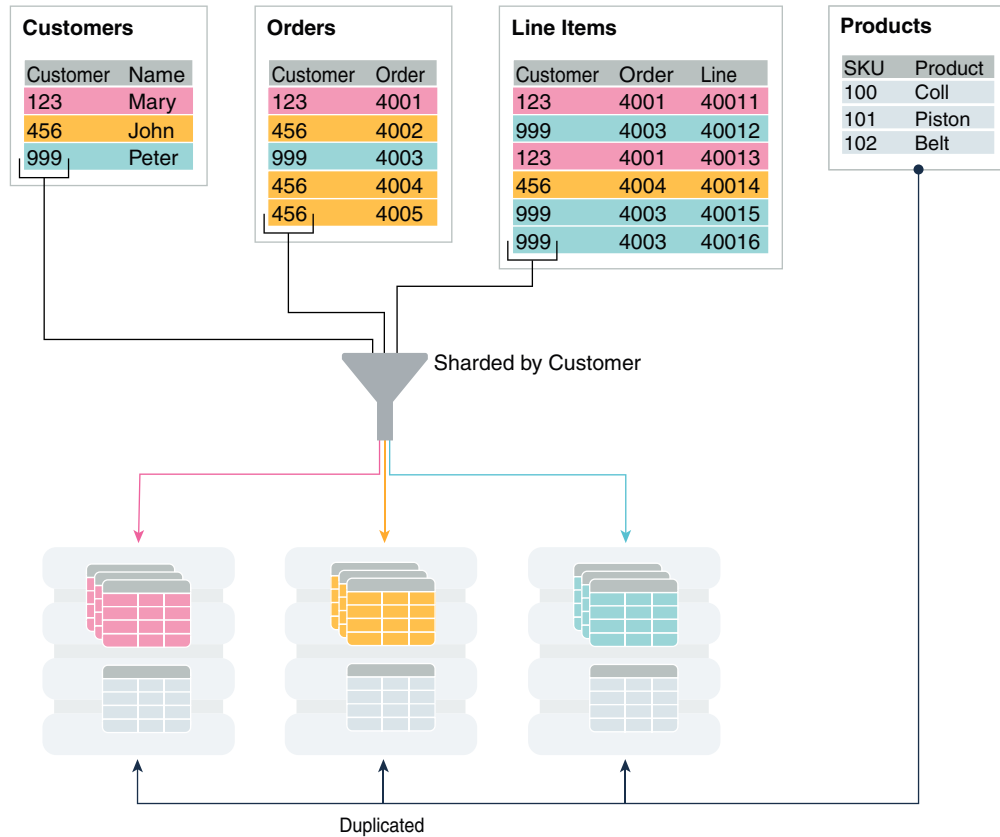 Customers
Customer Name
123 Mary
456 John
999 Peter
Orders
Customer Order
123 4001
456 4002
999 4003
456 4004
456 4005
Line Items
Customer Order Line
123 4001 40011
999 4003 40012
123 4001 40013
456 4004 40014
999 4003 40015
999 4003 40016
Products
SKU Product
100 Coll
101 Piston
102 Belt
Sharded by Customer
Duplicated